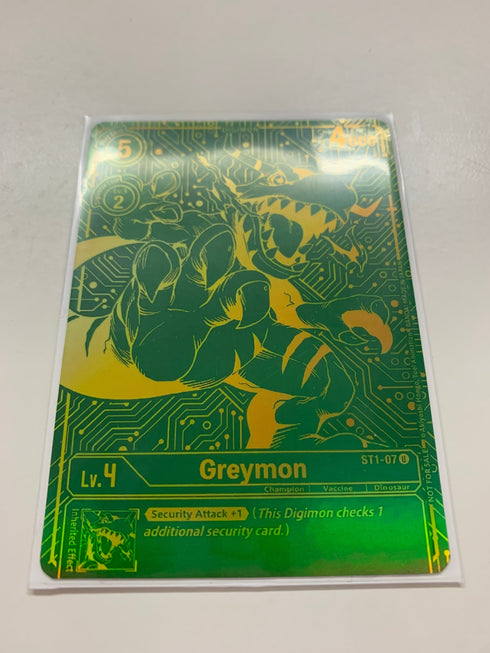 5
2
4000
Greymon
ST1-07 U
Lv.4
Champion Vaccine Dinosaur
Inherited Effect
Security Attack +1 (This Digimon checks 1
additional security card.)
NOT FOR SALE